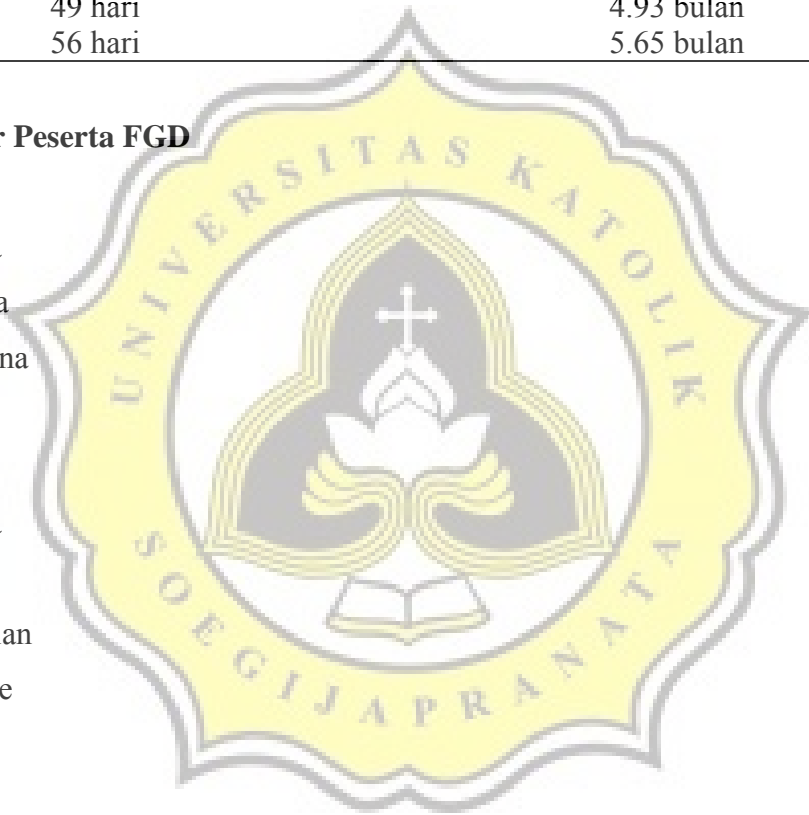 49 hari 4.93 bulan
56 hari 5.65 bulan
r Peserta FGD
UNIVERSITAS KATOLIK
a
na
SOEGIJAPRANATA
an
e